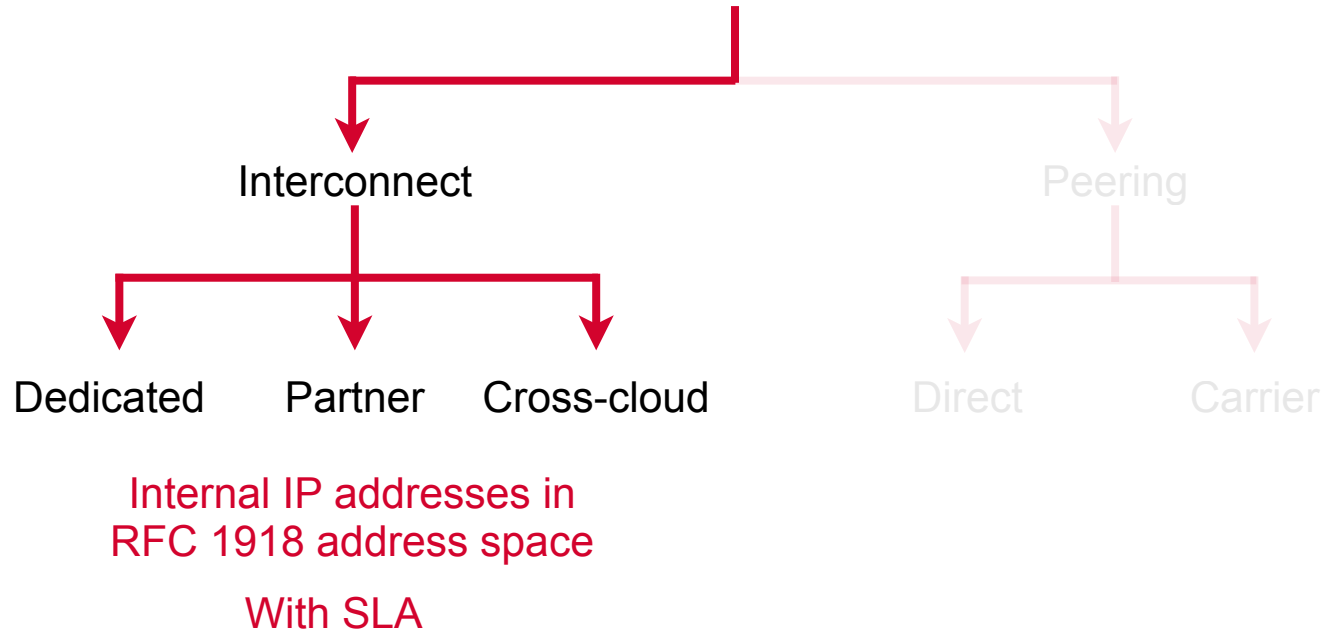 Interconnect
Peering
Dedicated
Partner
Cross-cloud
Direct
Carrier
Internal IP addresses in
RFC 1918 address space
With SLA